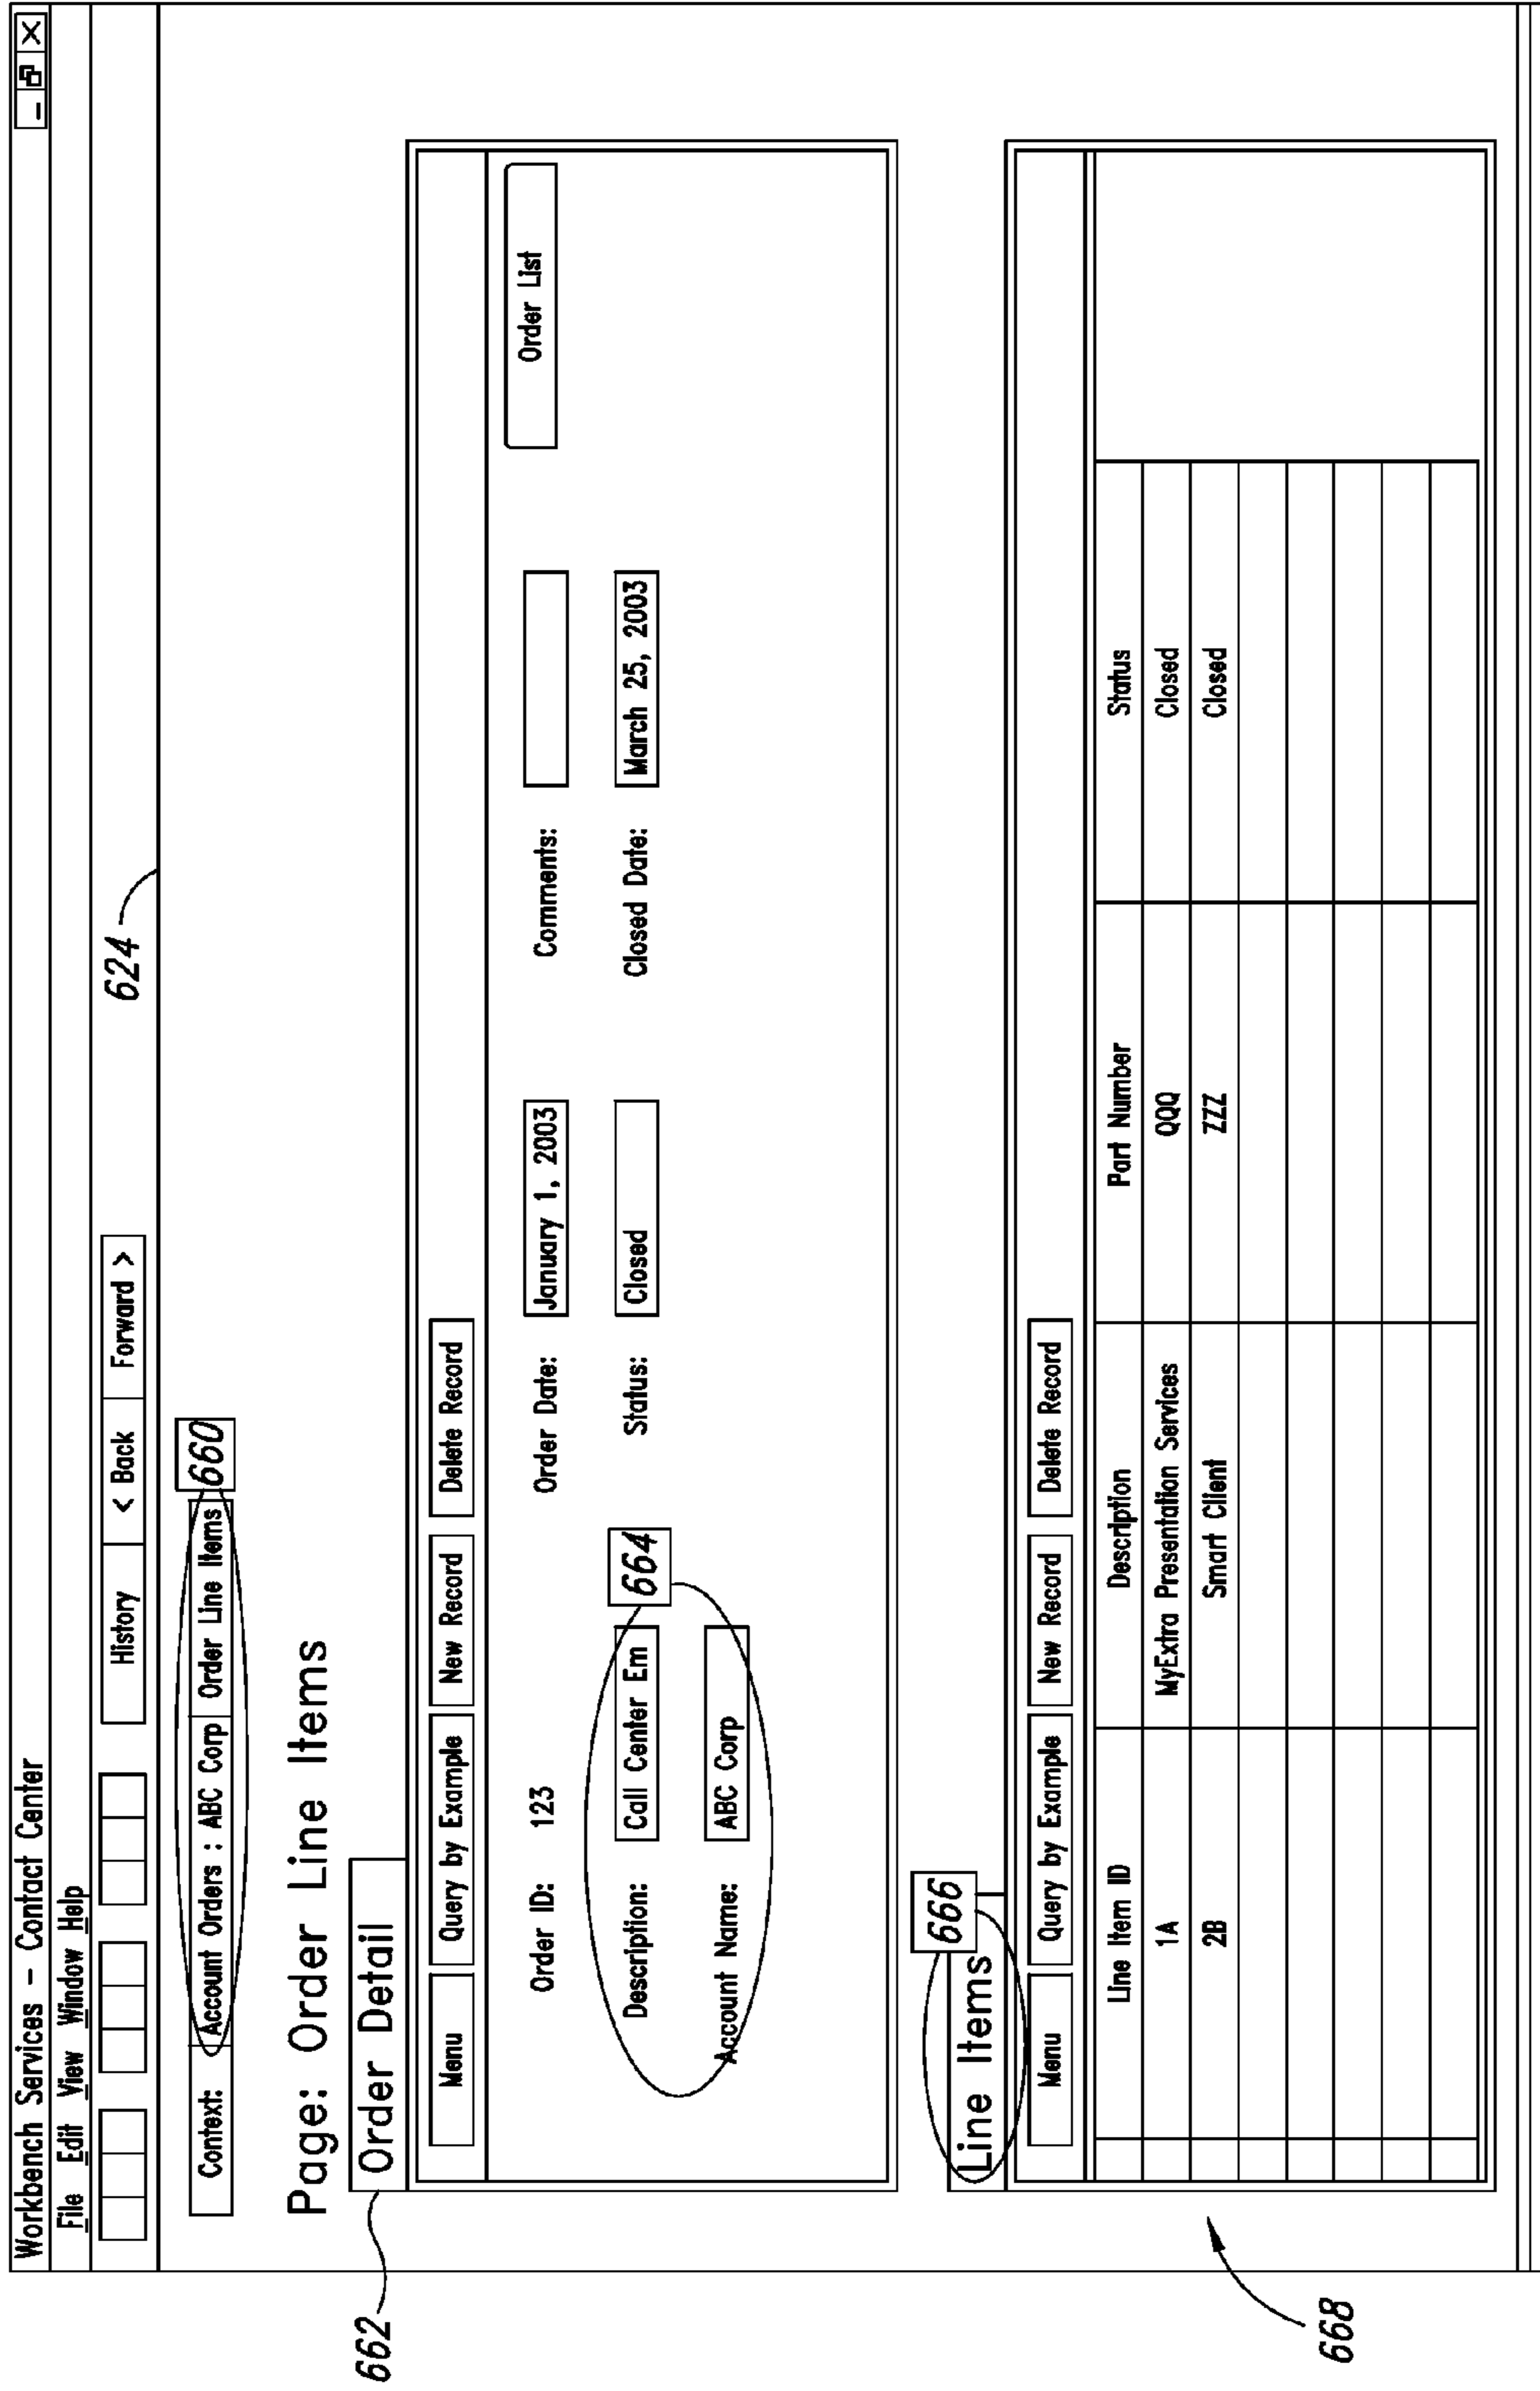 Workbench Services - Contact Center
File Edit View Window Help
History < Back Forward >
624
Context: Account Orders : ABC Corp Order Line Items 660
Page: Order Line Items
662 Order Detail
Menu Query by Example New Record Delete Record
Order ID: 123 Order Date: January 1, 2003 Comments: Order List
664
Description: Call Center Em Status: Closed Closed Date: March 25, 2003
Account Name: ABC Corp
666
Line Items
Menu Query by Example New Record Delete Record
Line Item ID Description Part Number Status
1A MyExtra Presentation Services QQQ Closed
2B Smart Client ZZZ Closed
668